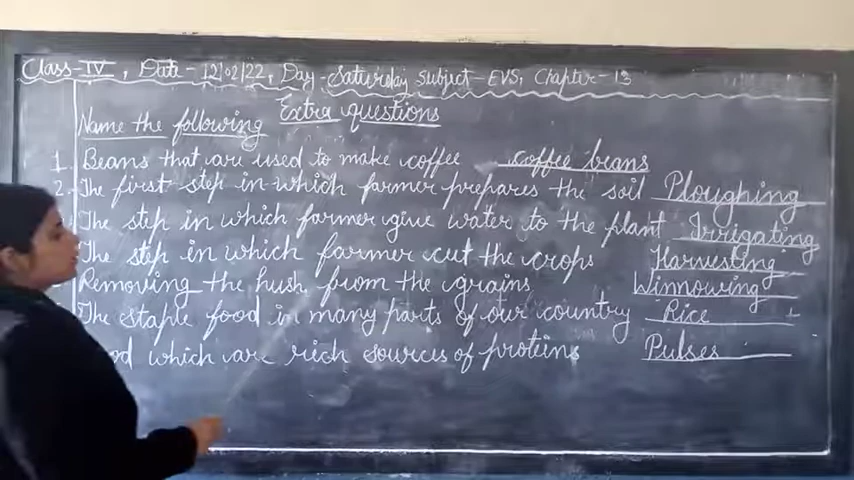 Class-IV, Date-12/02/22, Day-Saturday Subject-EVS, Chapter-13
Extra questions
Name the following
1. Beans that are used to make coffee coffee beans
2. The first step in which farmer prepares the soil Ploughing
The step in which farmer give water to the plant Irrigating
The step in which farmer cut the crops Harvesting
Removing the husk from the grains Winnowing
The staple food in many parts of our country Rice
which are rich sources of proteins Pulses